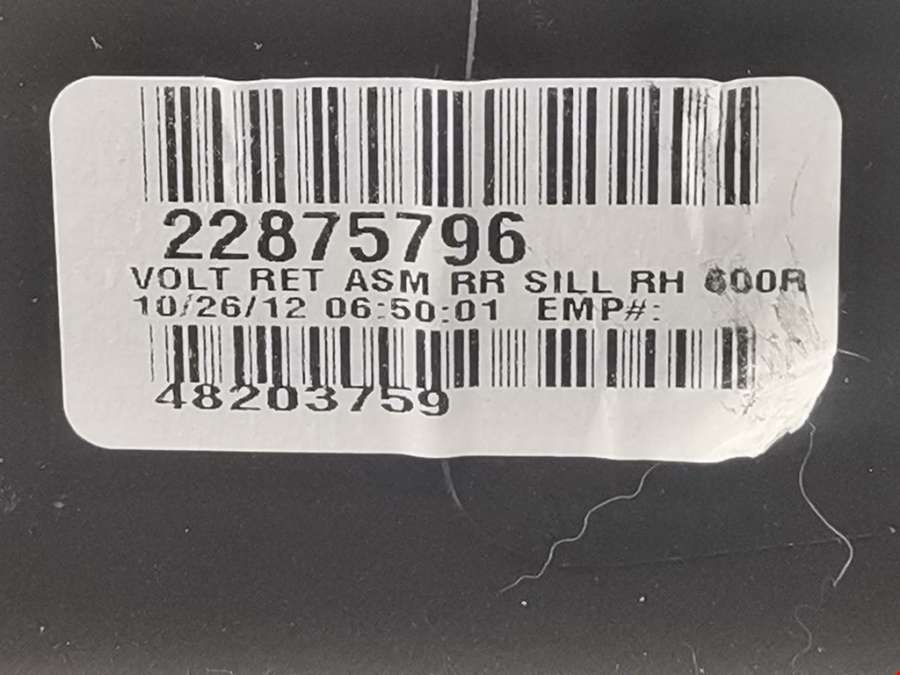 22875796
VOLT RET ASM RR SILL RH 600R
10/26/12 06:50:01 EMP#:
48203759